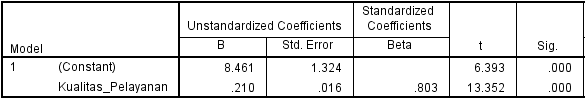 Model Unstandardized Coefficients Standardized Coefficients t Sig.
B Std. Error Beta
1 (Constant) 8.461 1.324 6.393 .000
Kualitas_Pelayanan .210 .016 .803 13.352 .000